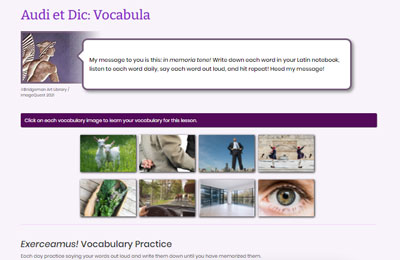 Audi et Dic: Vocabula
My message to you is this: in memoria tene! Write down each word in your Latin notebook,
listen to each word daily, say each word out loud, and hit repeat! Heed my message!
©Bridgeman Art Library /
ImageQuest 2021
Click on each vocabulary image to learn your vocabulary for this lesson.
Exerceamus! Vocabulary Practice
Each day practice saying your words out loud and write them down until you have memorized them.